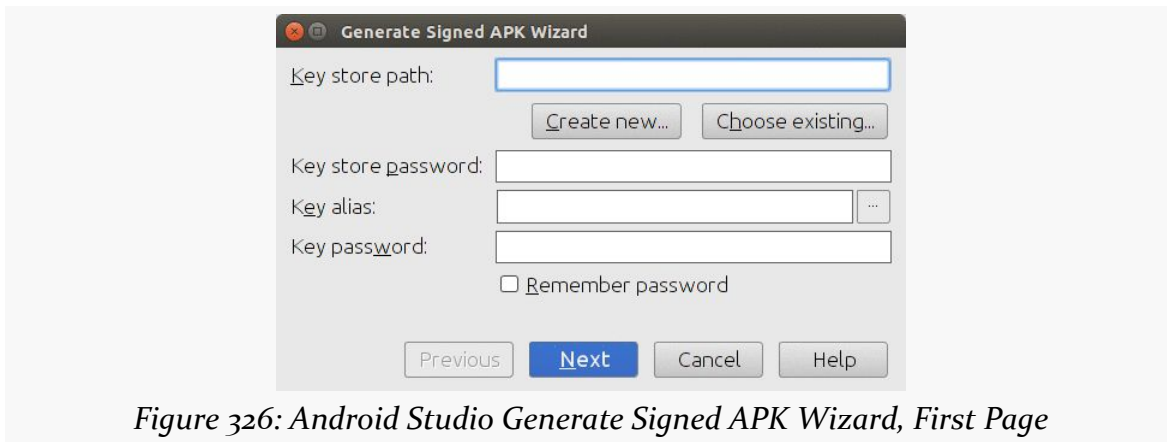 Generate Signed APK Wizard
Key store path:
Create new... Choose existing...
Key store password:
Key alias: ...
Key password:
Remember password
Previous Next Cancel Help
Figure 326: Android Studio Generate Signed APK Wizard, First Page